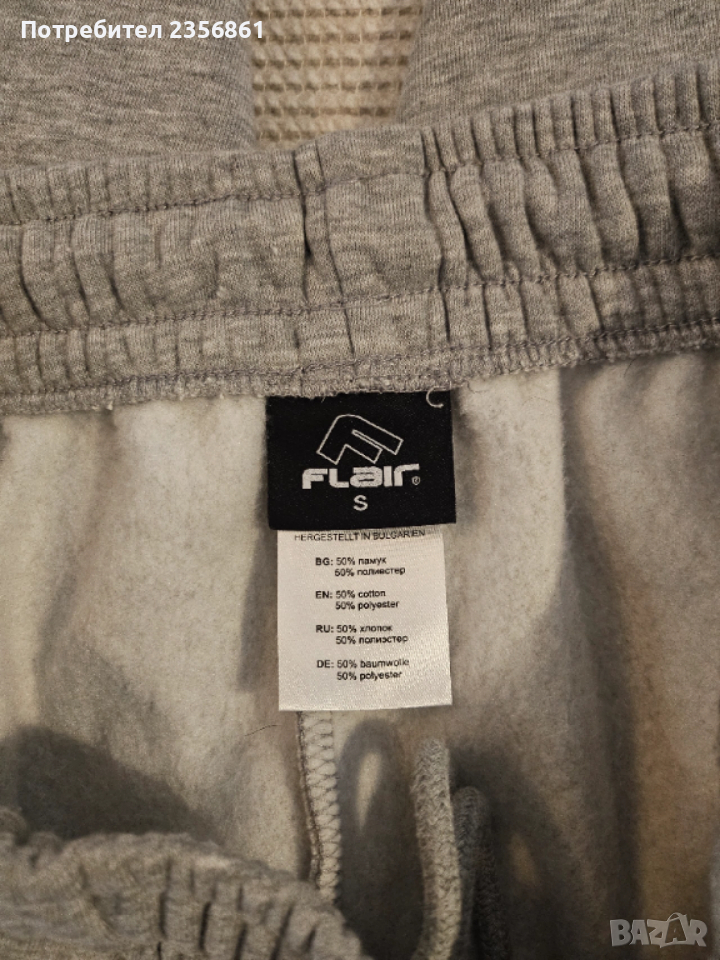 Потребител 2356861
FLair®
S
HERGESTELLT IN BULGARIEN
BG: 50% памук
50% полиестер
EN: 50% cotton
50% polyester
RU: 50% хлопок
50% полиэстер
DE: 50% baumwolle
50% polyester
BAZAR